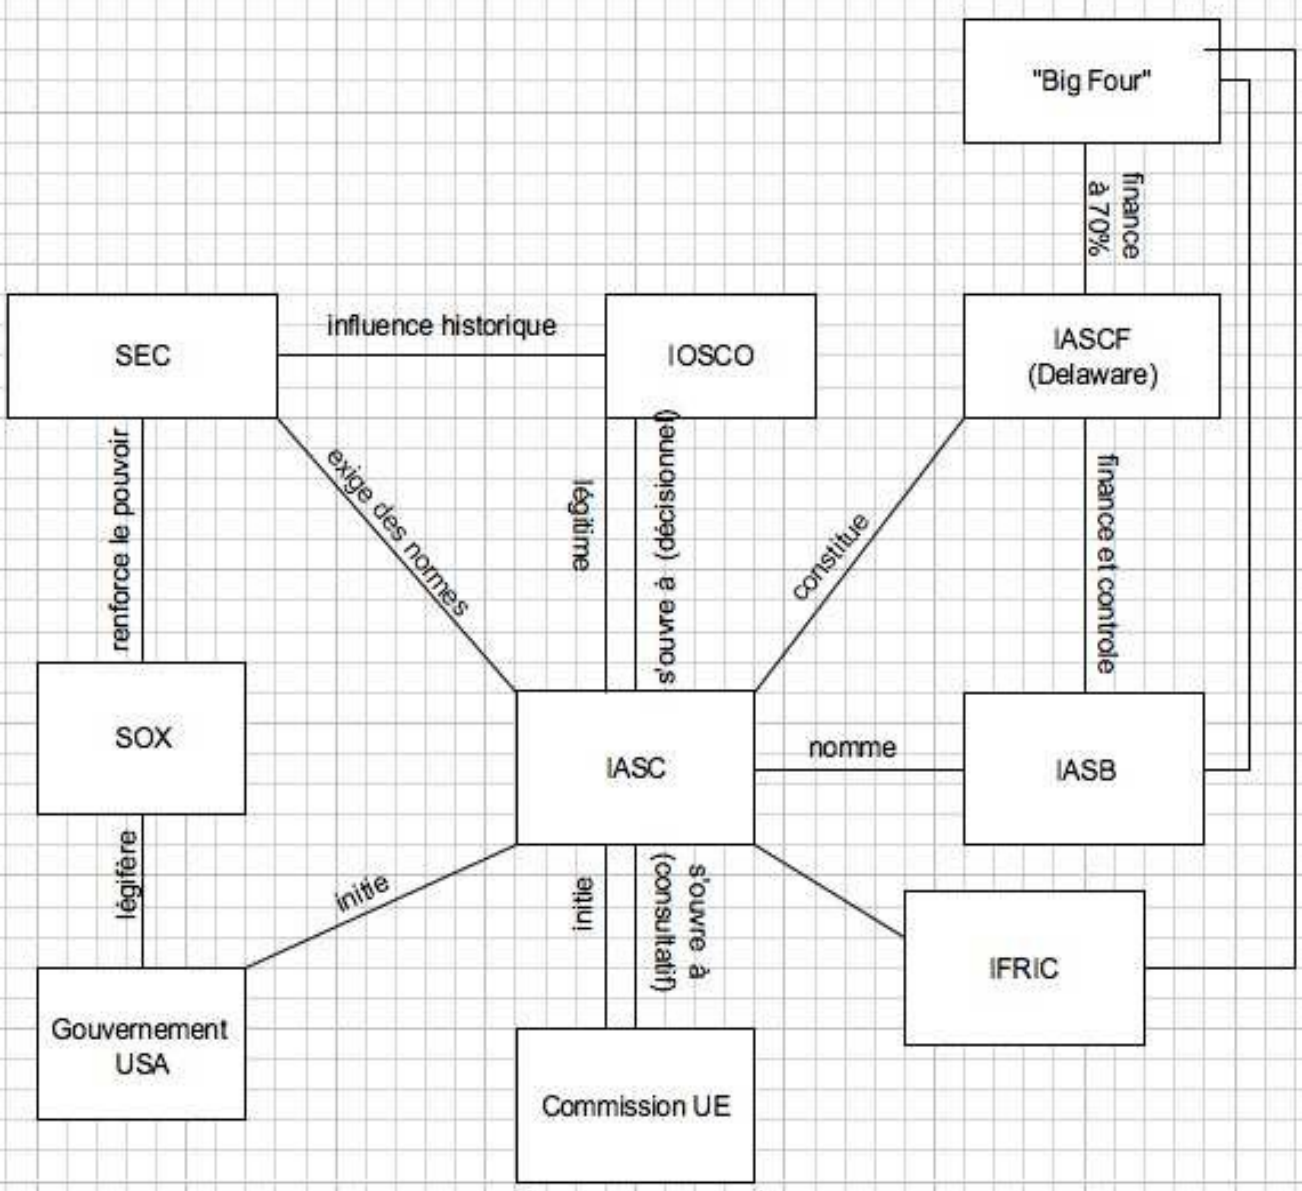 "Big Four"
finance
à 70%
SEC
influence historique
IOSCO
IASCF
(Delaware)
renforce le pouvoir
exige des normes
légitime
s'ouvre à (décisionnel)
constitue
finance et controle
SOX
IASC
nomme
IASB
légifère
initie
initie
s'ouvre à
(consultatif)
IFRIC
Gouvernement
USA
Commission UE